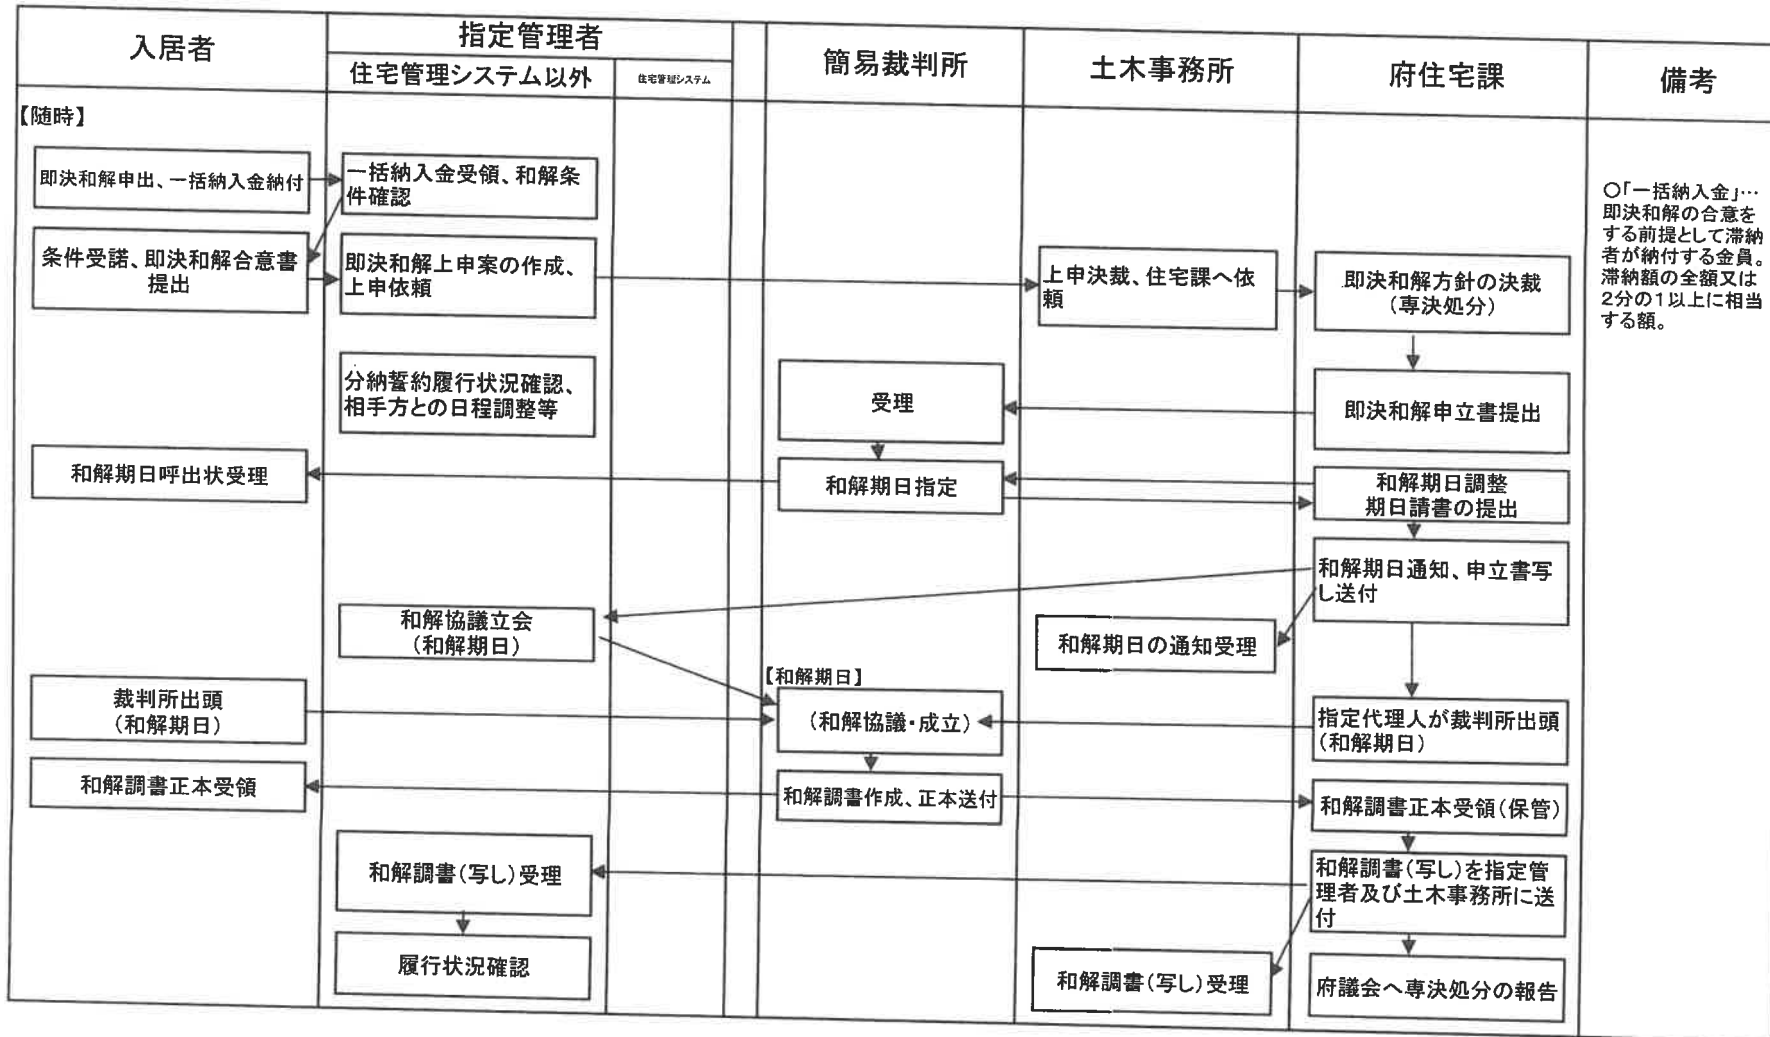 入居者
指定管理者
住宅管理システム以外
住宅管理システム
簡易裁判所
土木事務所
府住宅課
備考
【随時】
即決和解申出、一括納入金納付
一括納入金受領、和解条
件確認
条件受諾、即決和解合意書
提出
即決和解上申案の作成、
上申依頼
上申決裁、住宅課へ依
頼
即決和解方針の決裁
(専決処分)
○「一括納入金」…
即決和解の合意を
する前提として滞納
者が納付する金員。
滞納額の全額又は
2分の1以上に相当
する額。
分納誓約履行状況確認、
相手方との日程調整等
受理
即決和解申立書提出
和解期日呼出状受理
和解期日指定
和解期日調整
期日請書の提出
和解期日通知、申立書写
し送付
和解協議立会
(和解期日)
和解期日の通知受理
【和解期日】
裁判所出頭
(和解期日)
(和解協議・成立)
指定代理人が裁判所出頭
(和解期日)
和解調書正本受領
和解調書作成、正本送付
和解調書正本受領(保管)
和解調書(写し)受理
和解調書(写し)を指定管
理者及び土木事務所に送
付
履行状況確認
和解調書(写し)受理
府議会へ専決処分の報告